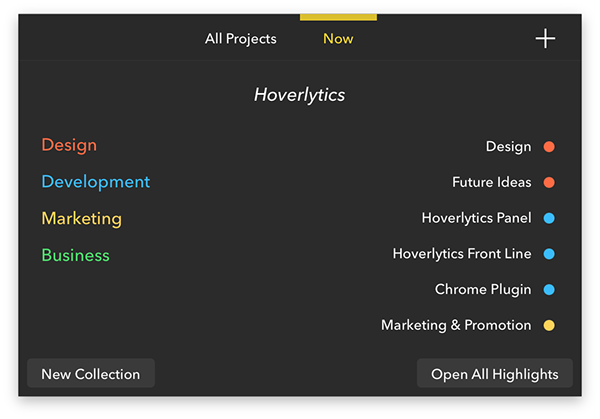 All Projects
Now
Hoverlytics
Design
Development
Marketing
Business
Design
Future Ideas
Hoverlytics Panel
Hoverlytics Front Line
Chrome Plugin
Marketing & Promotion
New Collection
Open All Highlights